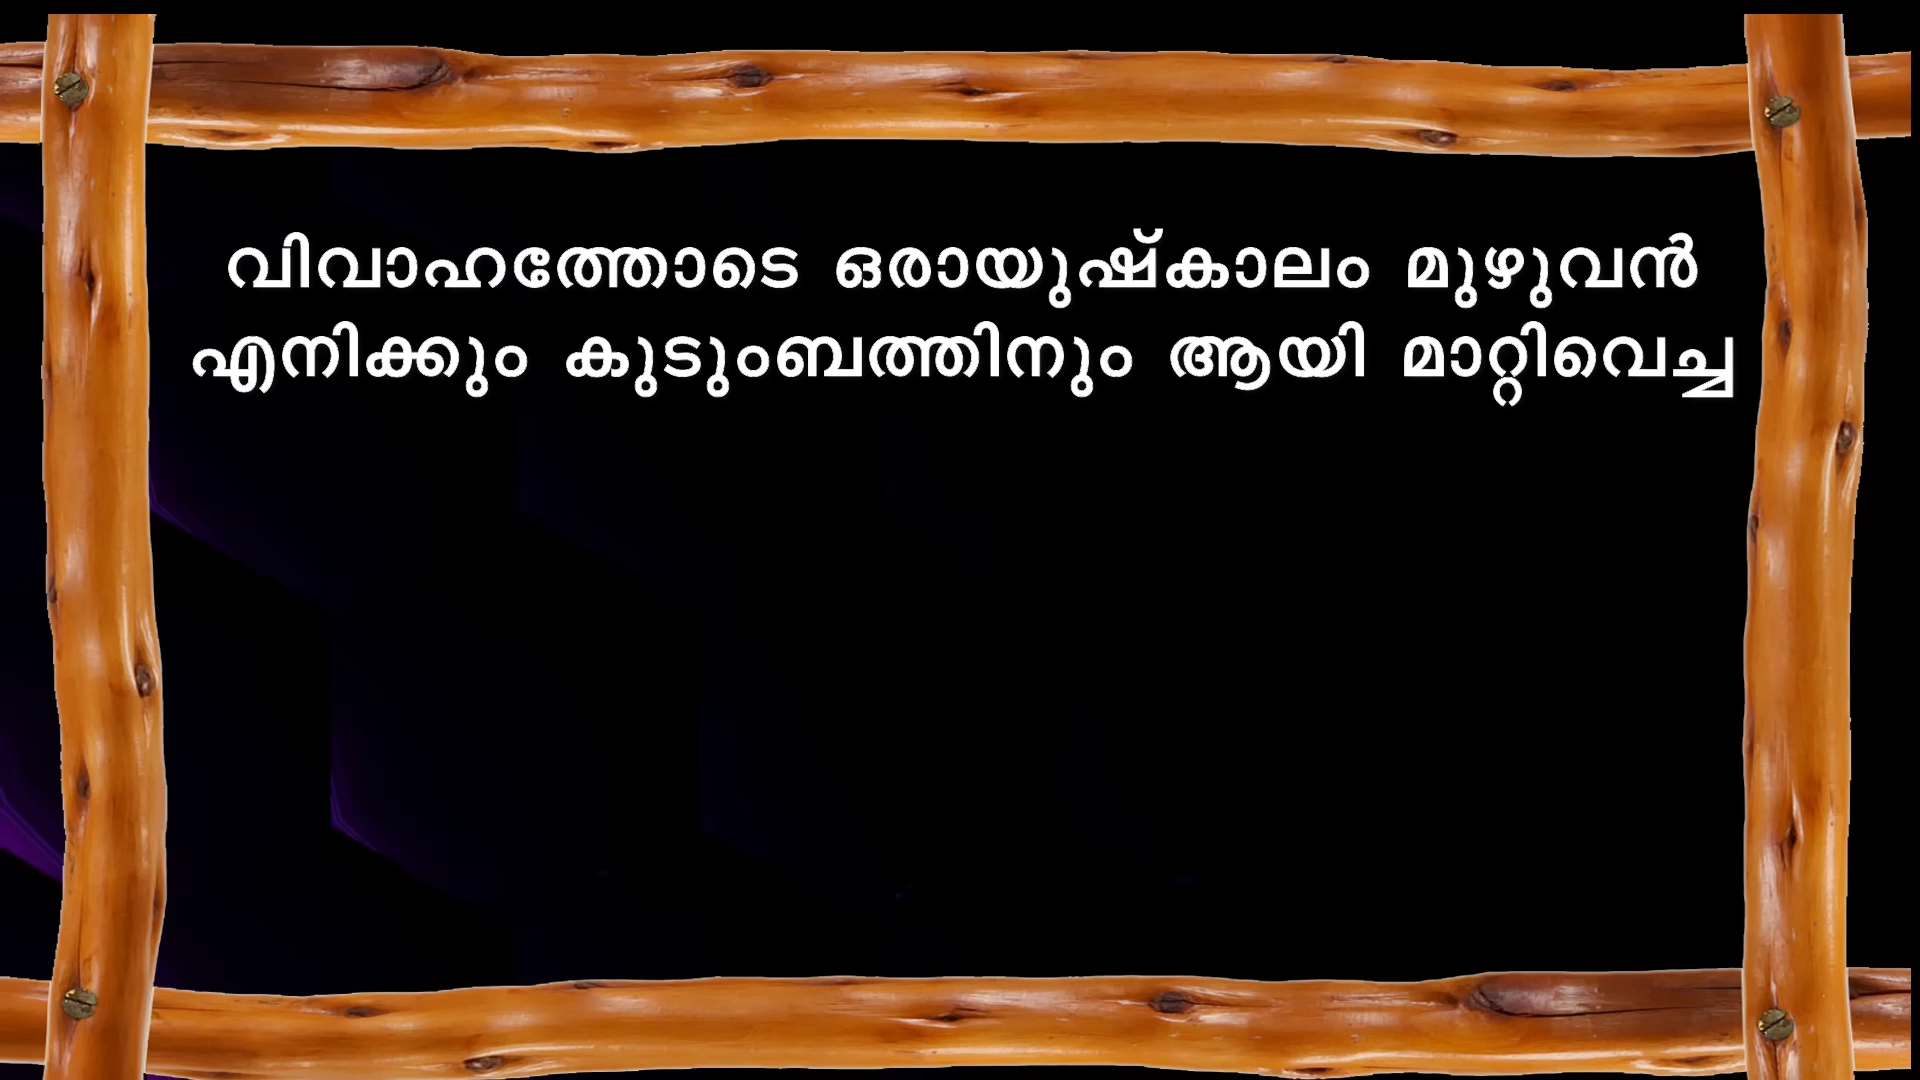 വിവാഹത്തോടെ ഒരായുഷ്കാലം മുഴുവൻ
എനിക്കും കുടുംബത്തിനും ആയി മാറ്റിവെച്ച